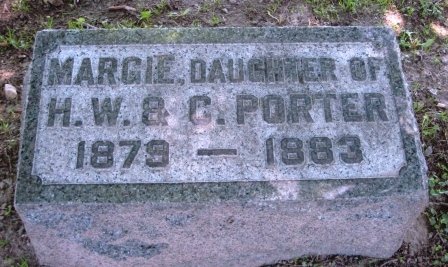 MARGIE, DAUGHTER OF
H. W. & C. PORTER
1879 — 1883